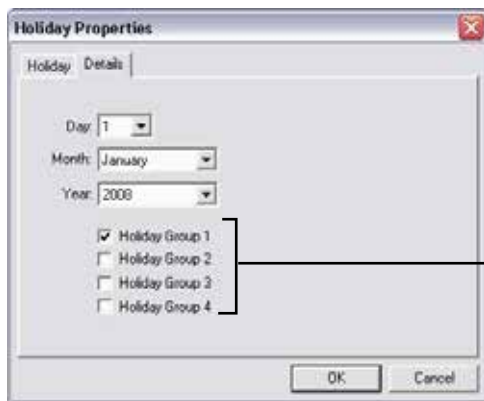 Holiday Properties
Holiday Details
Day: 1
Month: January
Year: 2008
Holiday Group 1
Holiday Group 2
Holiday Group 3
Holiday Group 4
OK Cancel